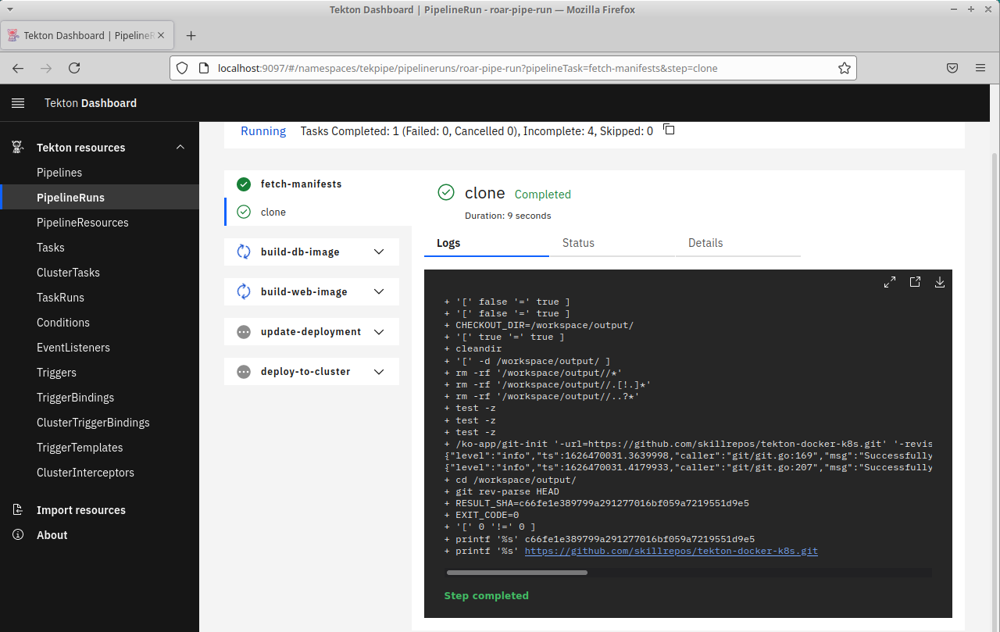 Tekton Dashboard | PipelineRun - roar-pipe-run — Mozilla Firefox
Tekton Dashboard | PipelineR
localhost:9097/#/namespaces/tekpipe/pipelineruns/roar-pipe-run?pipelineTask=fetch-manifests&step=clone
Tekton Dashboard
Tekton resources
Pipelines
PipelineRuns
PipelineResources
Tasks
ClusterTasks
TaskRuns
Conditions
EventListeners
Triggers
TriggerBindings
ClusterTriggerBindings
TriggerTemplates
ClusterInterceptors
Import resources
About
Running Tasks Completed: 1 (Failed: 0, Cancelled 0), Incomplete: 4, Skipped: 0
fetch-manifests
clone
build-db-image
build-web-image
update-deployment
deploy-to-cluster
clone Completed
Duration: 9 seconds
Logs Status Details
+ '[' false '=' true ]
+ '[' false '=' true ]
+ CHECKOUT_DIR=/workspace/output/
+ '[' true '=' true ]
+ cleandir
+ '[' -d /workspace/output/ ]
+ rm -rf '/workspace/output//*'
+ rm -rf '/workspace/output//.[!.]*'
+ rm -rf '/workspace/output//..?*'
+ test -z
+ test -z
+ test -z
+ /ko-app/git-init '-url=https://github.com/skillrepos/tekton-docker-k8s.git' '-revis
{"level":"info","ts":1626470031.3639998,"caller":"git/git.go:169","msg":"Successfully
{"level":"info","ts":1626470031.4179933,"caller":"git/git.go:207","msg":"Successfully
+ cd /workspace/output/
+ git rev-parse HEAD
+ RESULT_SHA=c66fe1e389799a291277016bf059a7219551d9e5
+ EXIT_CODE=0
+ '[' 0 '!=' 0 ]
+ printf '%s' c66fe1e389799a291277016bf059a7219551d9e5
+ printf '%s' https://github.com/skillrepos/tekton-docker-k8s.git
Step completed